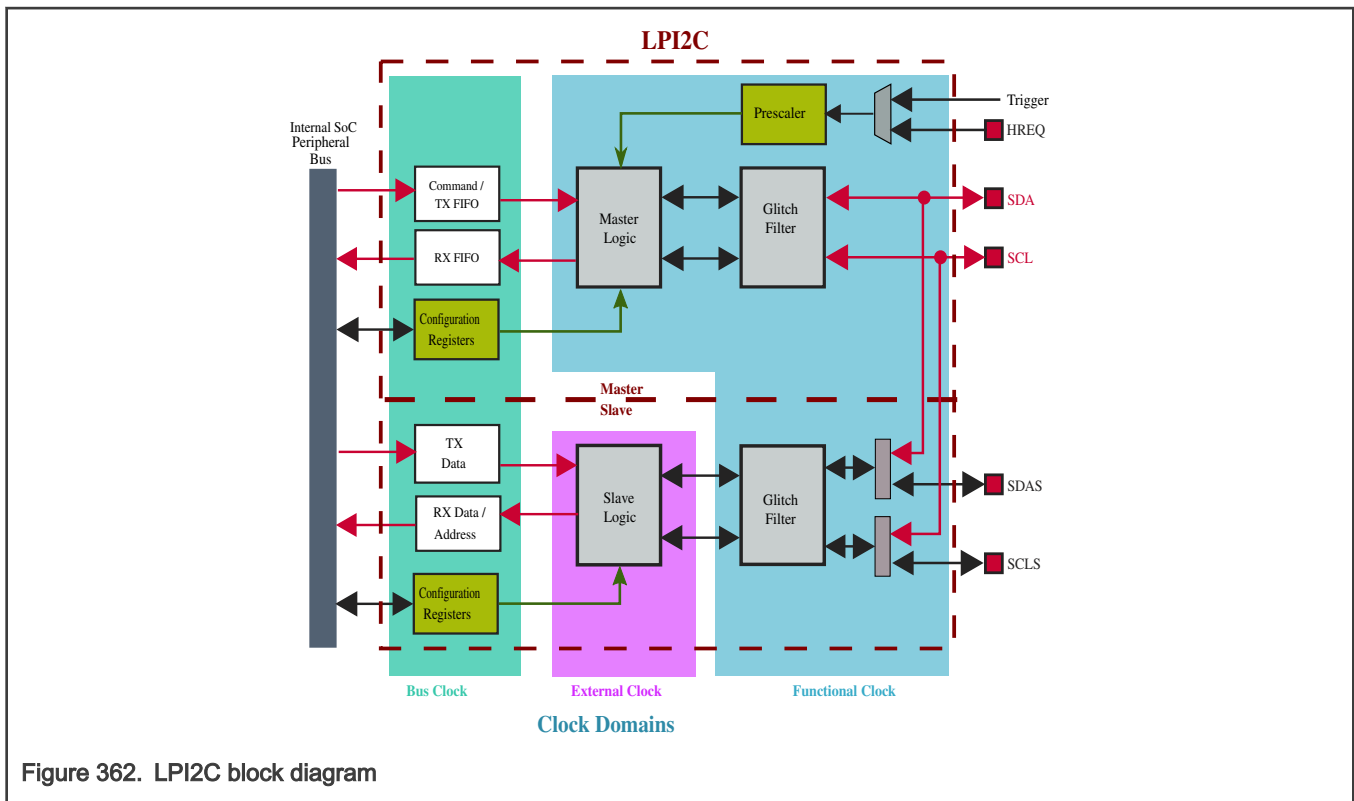 LPI2C
Trigger
Prescaler
HREQ
Internal SoC
Peripheral
Bus
Command /
TX FIFO
Master
Logic
Glitch
Filter
SDA
RX FIFO
SCL
Configuration
Registers
Master
Slave
TX
Data
Slave
Logic
Glitch
Filter
SDAS
RX Data /
Address
SCLS
Configuration
Registers
Bus Clock
External Clock
Functional Clock
Clock Domains
Figure 362. LPI2C block diagram